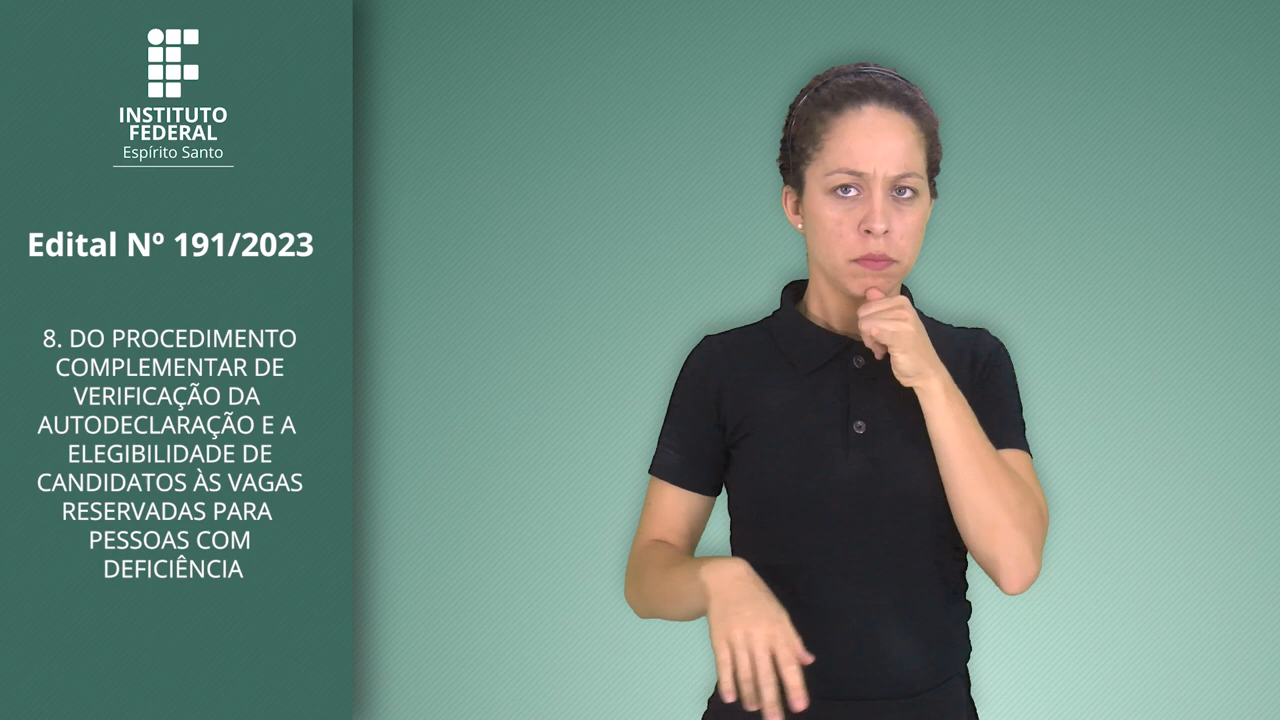 INSTITUTO
FEDERAL
Espírito Santo
Edital Nº 191/2023
8. DO PROCEDIMENTO
COMPLEMENTAR DE
VERIFICAÇÃO DA
AUTODECLARAÇÃO E A
ELEGIBILIDADE DE
CANDIDATOS ÀS VAGAS
RESERVADAS PARA
PESSOAS COM
DEFICIÊNCIA